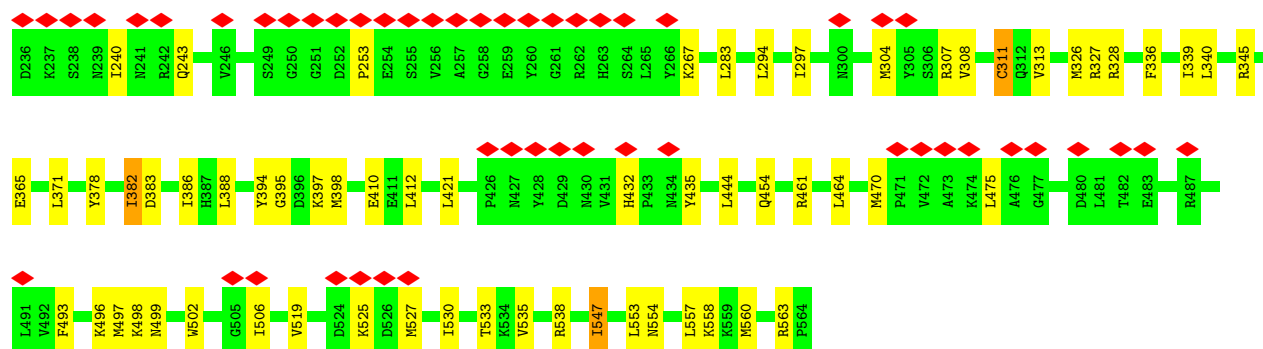 D236 K237 S238 N239 I240 N241 R242 Q243 V246 S249 G250 G251 D252 P253 E254 S255 V256 A257 G258 E259 Y260 G261 R262 H263 S264 L265 Y266 K267 L283 L294 I297 N300 M304 Y305 S306 R307 V308 C311 Q312 V313 M326 R327 R328 F336 I339 L340 R345
E365 L371 Y378 I382 D383 I386 H387 L388 Y394 G395 D396 K397 M398 E410 E411 L412 L421 P426 N427 Y428 D429 N430 V431 H432 P433 N434 Y435 L444 Q454 R461 L464 M470 P471 V472 A473 K474 L475 A476 G477 D480 L481 T482 E483 R487
L491 V492 F493 K496 M497 K498 N499 W502 G505 I506 V519 D524 K525 D526 M527 I530 T533 K534 V535 R538 I547 L553 N554 L557 K558 K559 M560 R563 P564